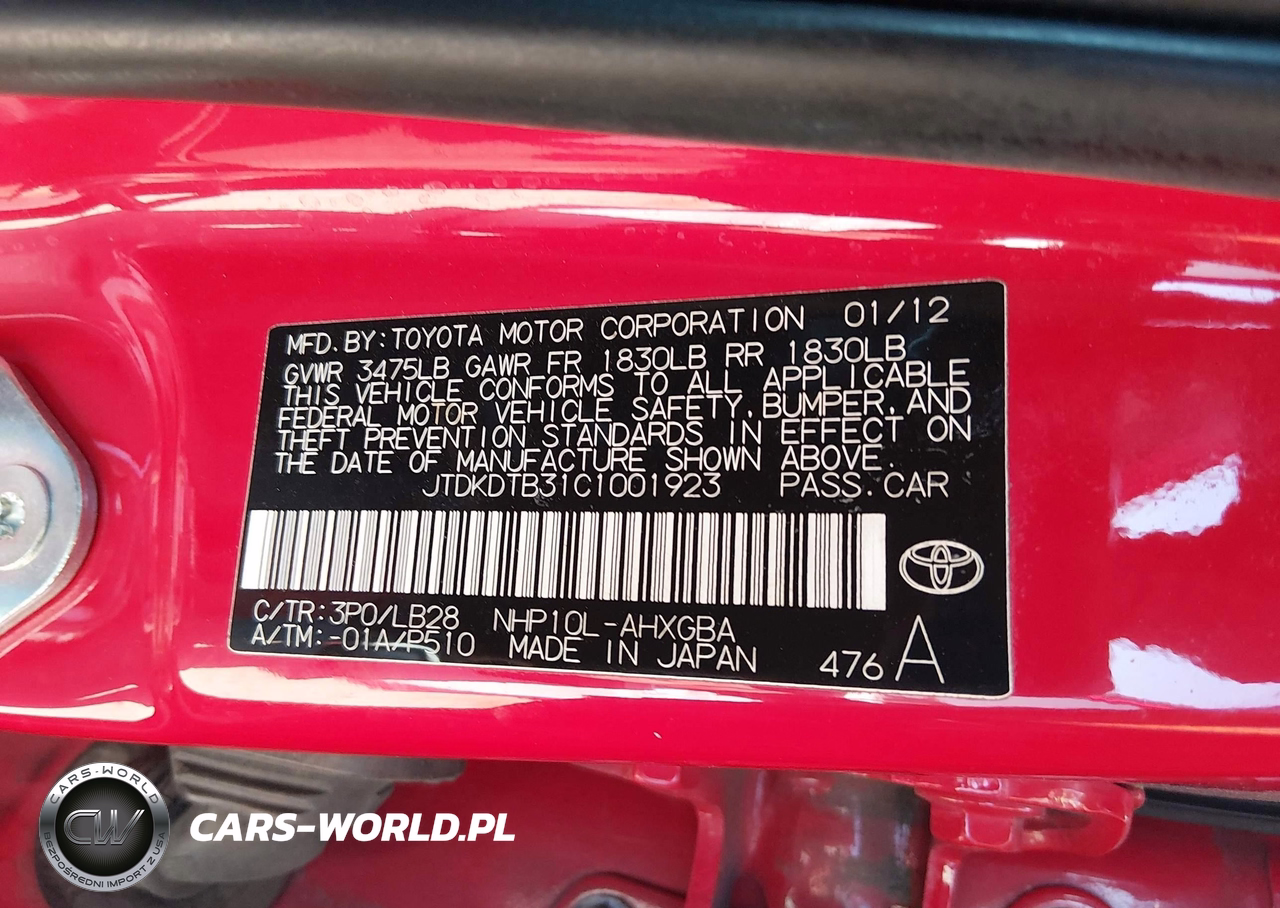 MFD. BY: TOYOTA MOTOR CORPORATION 01/12
GVWR 3475LB GAWR FR 1830LB RR 1830LB
THIS VEHICLE CONFORMS TO ALL APPLICABLE
FEDERAL MOTOR VEHICLE SAFETY, BUMPER, AND
THEFT PREVENTION STANDARDS IN EFFECT ON
THE DATE OF MANUFACTURE SHOWN ABOVE.
JTDKDTB31C1001923 PASS. CAR
C/TR: 3P0/LB28 NHP10L-AHXGBA
A/TM: -01A/P510 MADE IN JAPAN 476 A
CARS-WORLD
CW
BEZPOŚREDNI IMPORT Z USA
CARS-WORLD.PL